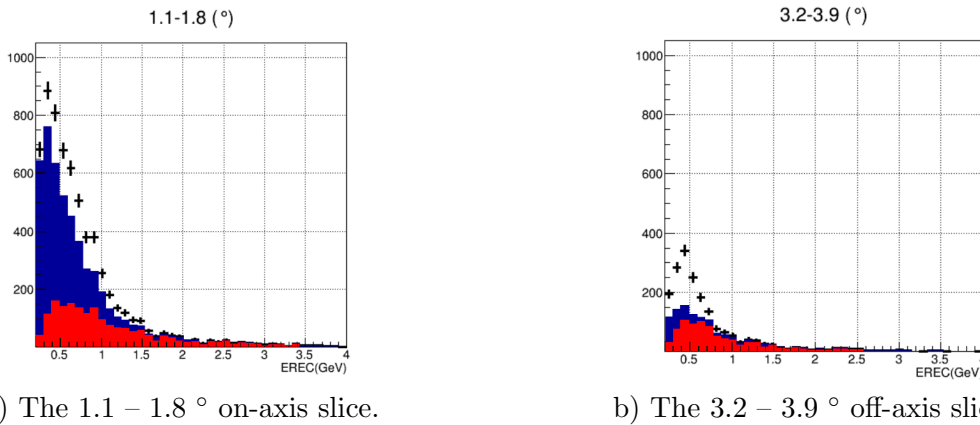 1.1-1.8 (°)
3.2-3.9 (°)
1000
800
600
400
200
0.5 1 1.5 2 2.5 3 3.5 4
EREC(GeV)
1000
800
600
400
200
0.5 1 1.5 2 2.5 3 3.5
EREC(GeV
) The 1.1 – 1.8 ° on-axis slice.
b) The 3.2 – 3.9 ° off-axis slic